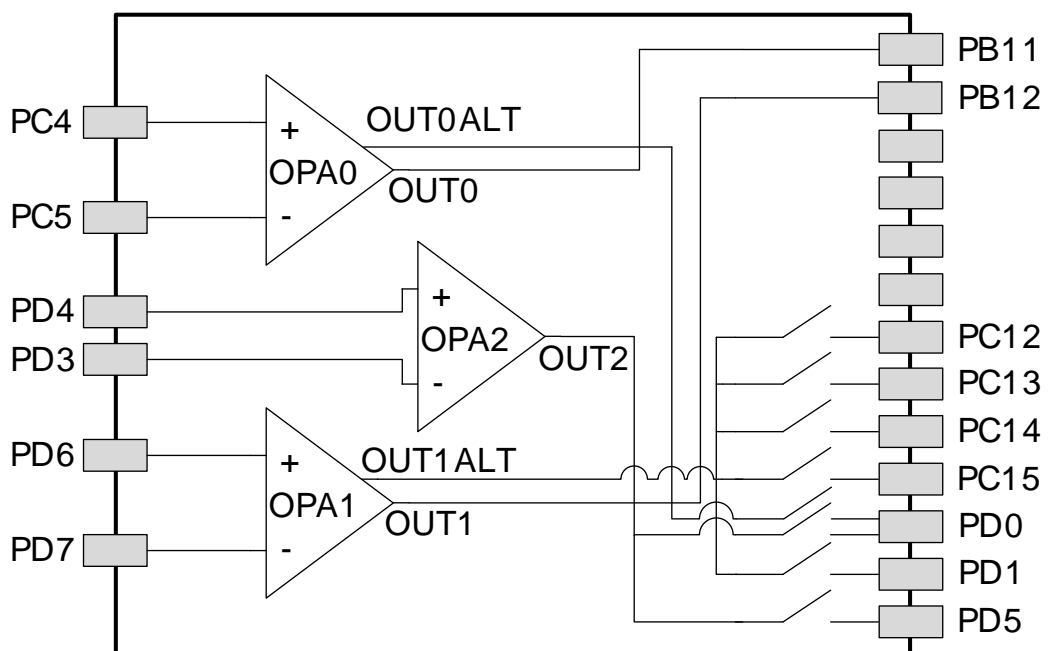 PB11
PC4
PB12
OUT0ALT
+
OPA0
OUT0
PC5
-
PD4
+
OPA2
PC12
PD3
OUT2
-
PC13
PC14
PD6
+
OUT1ALT
PC15
OPA1
OUT1
PD0
PD7
-
PD1
PD5